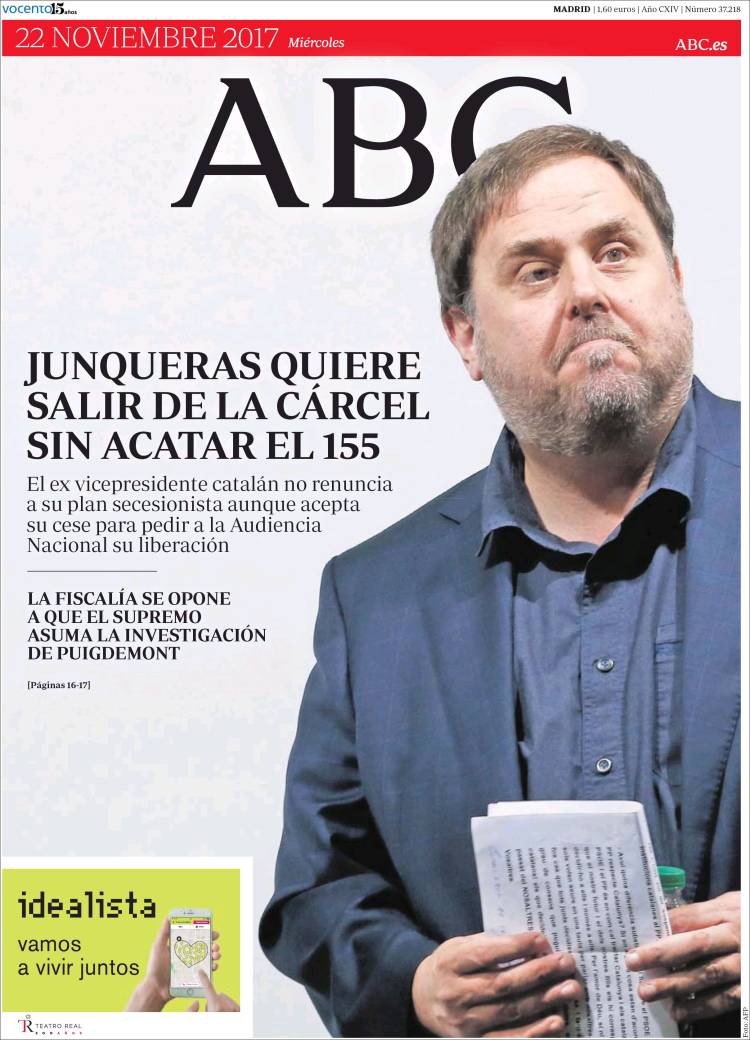 vocento 15 años
MADRID | 1,60 euros | Año CXIV | Número 37.218
22 NOVIEMBRE 2017 Miércoles
ABC.es
ABC
JUNQUERAS QUIERE
SALIR DE LA CÁRCEL
SIN ACATAR EL 155
El ex vicepresidente catalán no renuncia
a su plan secesionista aunque acepta
su cese para pedir a la Audiencia
Nacional su liberación
LA FISCALÍA SE OPONE
A QUE EL SUPREMO
ASUMA LA INVESTIGACIÓN
DE PUIGDEMONT
[Páginas 16-17]
idealista
vamos
a vivir juntos
TR TEATRO REAL
Foto: AFP